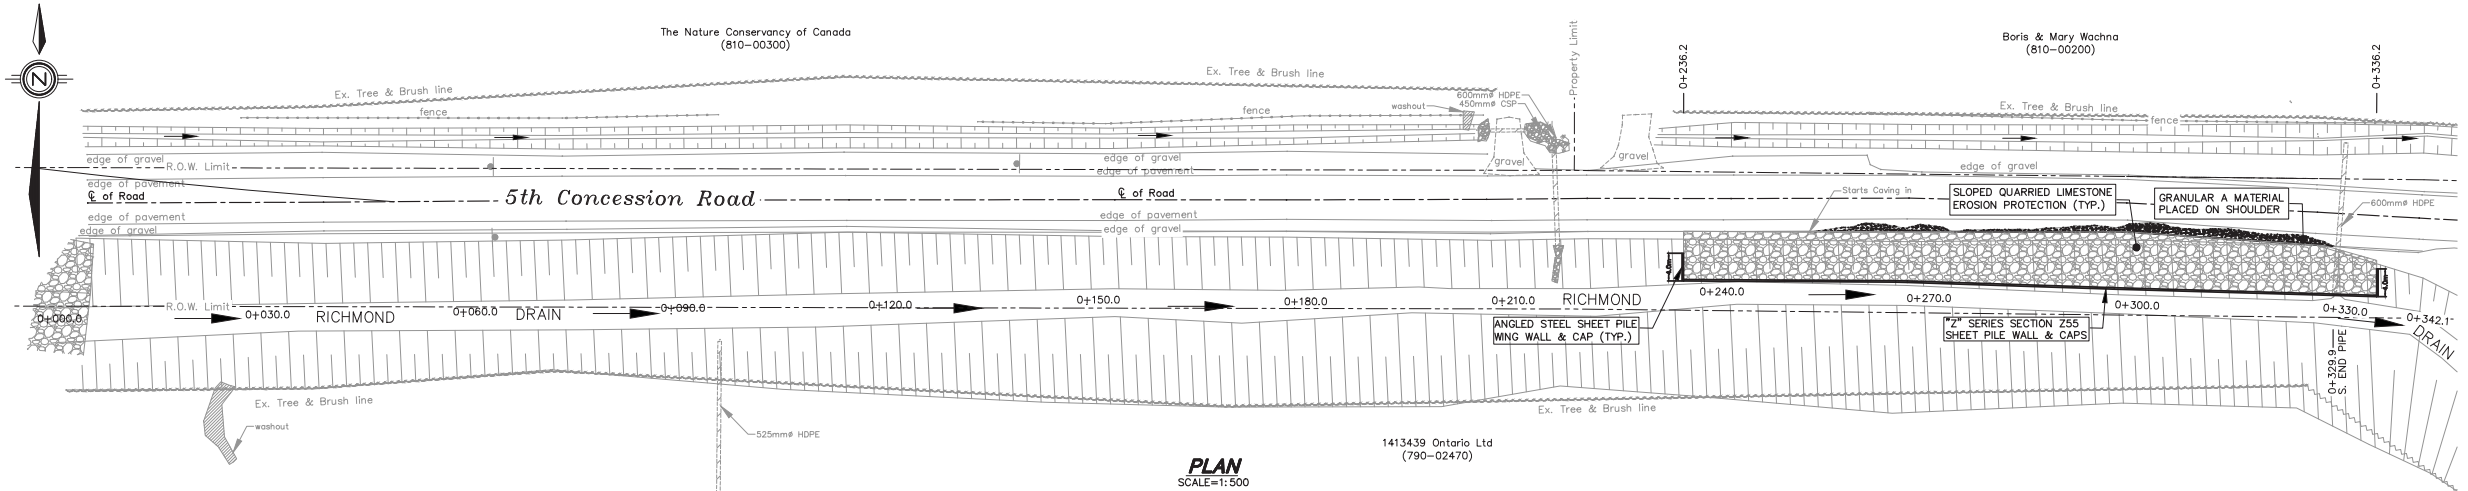 The Nature Conservancy of Canada
(810-00300)
Boris & Mary Wachna
(810-00200)
Property Limit
0+236.2
0+336.2
N
Ex. Tree & Brush line
Ex. Tree & Brush line
Ex. Tree & Brush line
fence
fence
fence
washout
600mmø HDPE
450mmø CSP
edge of gravel
R.O.W. Limit
edge of gravel
gravel
gravel
edge of gravel
edge of pavement
edge of pavement
℄ of Road
5th Concession Road
℄ of Road
Starts Caving in
SLOPED QUARRIED LIMESTONE
EROSION PROTECTION (TYP.)
GRANULAR A MATERIAL
PLACED ON SHOULDER
600mmø HDPE
edge of pavement
edge of gravel
edge of pavement
edge of gravel
4.0m
4.0m
R.O.W. Limit
0+000.0
0+030.0
RICHMOND
0+060.0
DRAIN
0+090.0
0+120.0
0+150.0
0+180.0
0+210.0
RICHMOND
0+240.0
0+270.0
0+300.0
0+330.0
0+342.1
DRAIN
ANGLED STEEL SHEET PILE
WING WALL & CAP (TYP.)
"Z" SERIES SECTION Z55
SHEET PILE WALL & CAPS
0+329.9
S. END PIPE
Ex. Tree & Brush line
Ex. Tree & Brush line
washout
525mmø HDPE
1413439 Ontario Ltd
(790-02470)
PLAN
SCALE=1:500